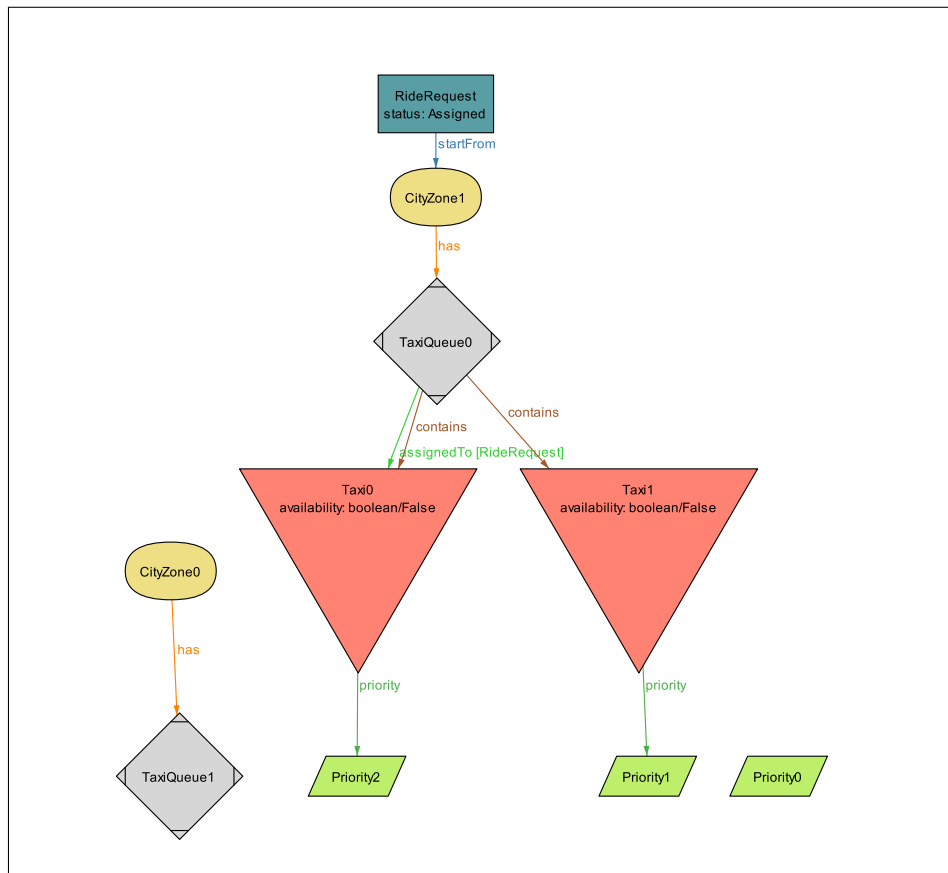 RideRequest
status: Assigned
startFrom
CityZone1
has
TaxiQueue0
contains
contains
assignedTo [RideRequest]
Taxi0
availability: boolean/False
Taxi1
availability: boolean/False
CityZone0
has
priority
priority
TaxiQueue1
Priority2
Priority1
Priority0